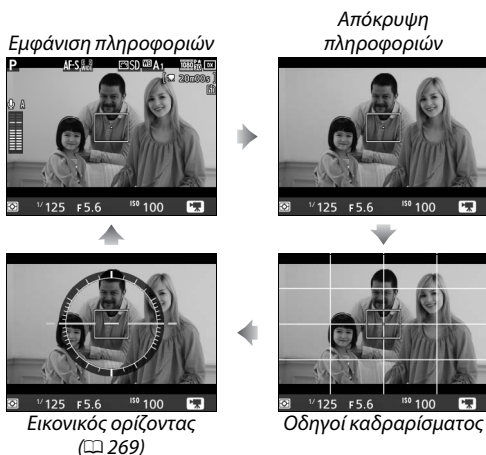 Εμφάνιση πληροφοριών
Απόκρυψη
πληροφοριών
P AF-S SD A1
20m00s
A
1/125 F5.6 ISO 100
1/125 F5.6 ISO 100
1/125 F5.6 ISO 100
1/125 F5.6 ISO 100
Εικονικός ορίζοντας
(269)
Οδηγοί καδραρίσματος